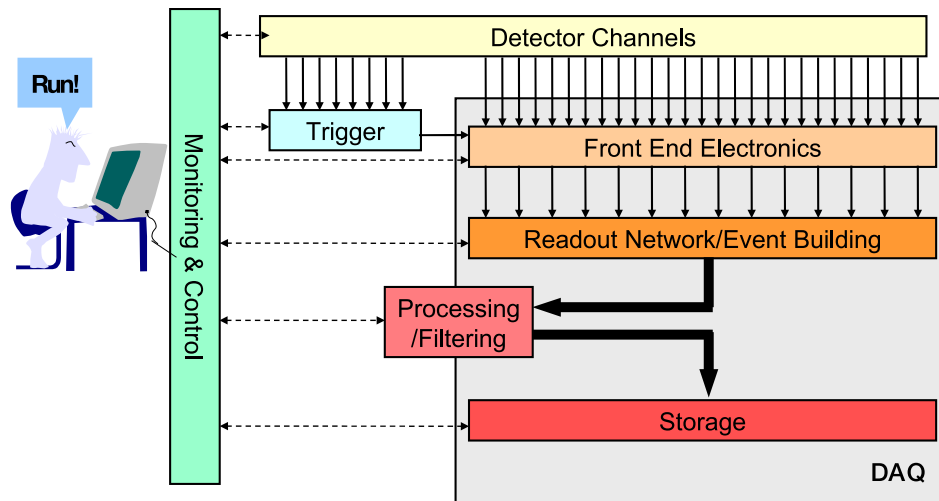 Detector Channels
Run!
Trigger
Front End Electronics
Monitoring & Control
Readout Network/Event Building
Processing
/Filtering
Storage
DAQ